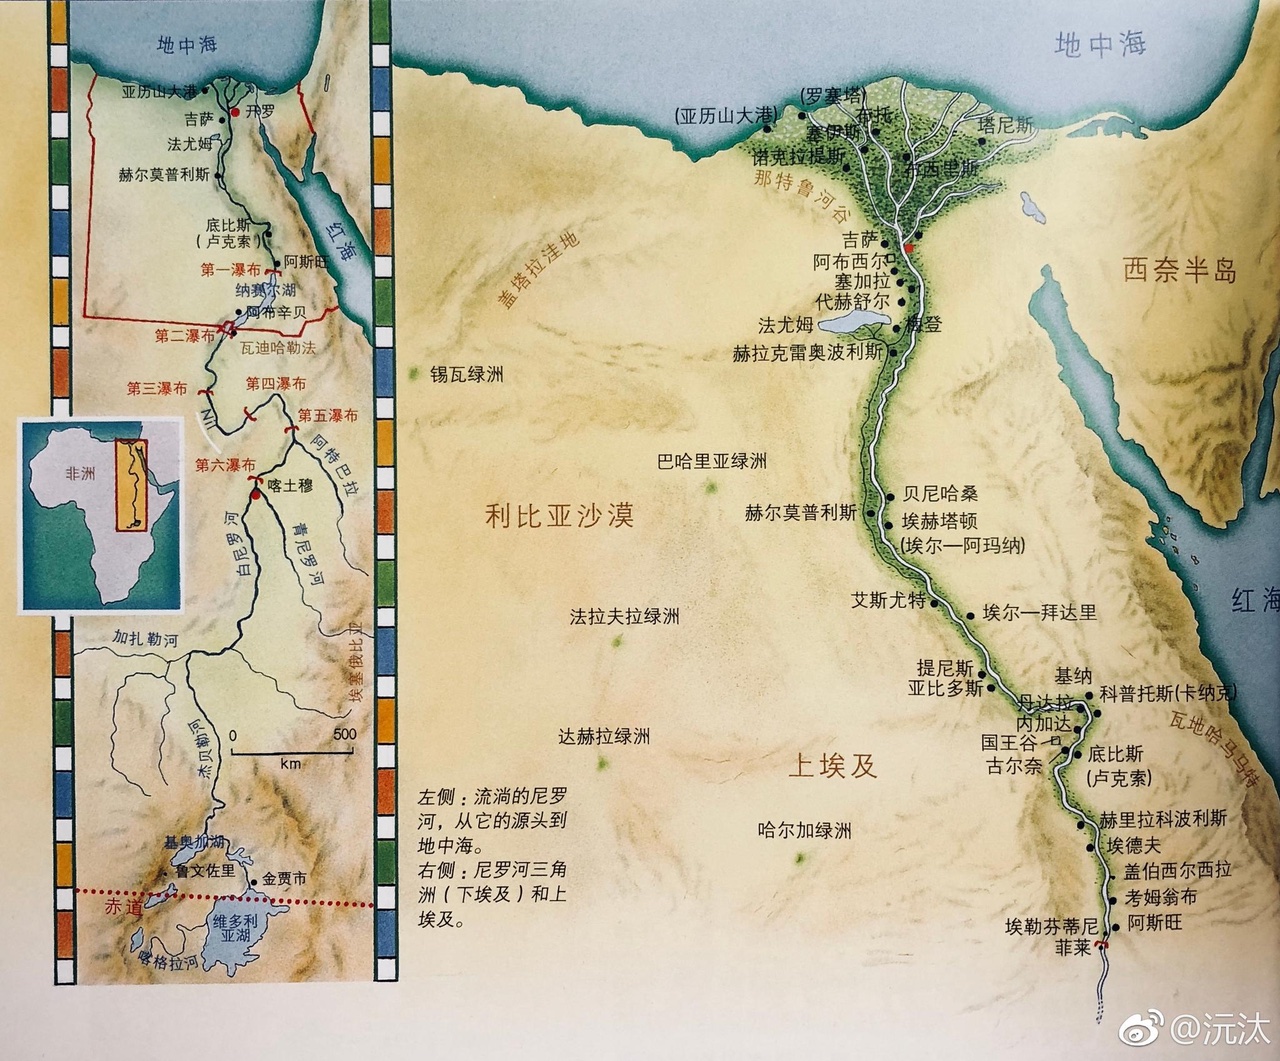 地中海
亚历山大港
开罗
吉萨
法尤姆
赫尔莫普利斯
底比斯
(卢克索)
红海
阿斯旺
第一瀑布
纳赛尔湖
阿布辛贝
第二瀑布
瓦迪哈勒法
第三瀑布
第四瀑布
第五瀑布
阿特巴拉
第六瀑布
喀土穆
非洲
白尼罗河
青尼罗河
加扎勒河
埃塞俄比亚
杰贝勒河
0 500
km
基奥加湖
鲁文佐里
金贾市
赤道
维多利
亚湖
喀格拉河
地中海
(罗塞塔)
(亚历山大港)
布托
塞伊斯
塔尼斯
诺克拉提斯
布西里斯
那特鲁河谷
盖塔拉洼地
吉萨
阿布西尔
塞加拉
代赫舒尔
法尤姆
梅登
赫拉克雷奥波利斯
西奈半岛
锡瓦绿洲
巴哈里亚绿洲
利比亚沙漠
赫尔莫普利斯
贝尼哈桑
埃赫塔顿
(埃尔—阿玛纳)
红海
艾斯尤特
埃尔—拜达里
法拉夫拉绿洲
提尼斯
亚比多斯
基纳
科普托斯(卡纳克)
丹达拉
内加达
国王谷
古尔奈
底比斯
(卢克索)
瓦地哈马马特
达赫拉绿洲
上埃及
哈尔加绿洲
赫里拉科波利斯
埃德夫
盖伯西尔西拉
考姆翁布
埃勒芬蒂尼
阿斯旺
菲莱
左侧：流淌的尼罗
河，从它的源头到
地中海。
右侧：尼罗河三角
洲（下埃及）和上
埃及。
@沅汰